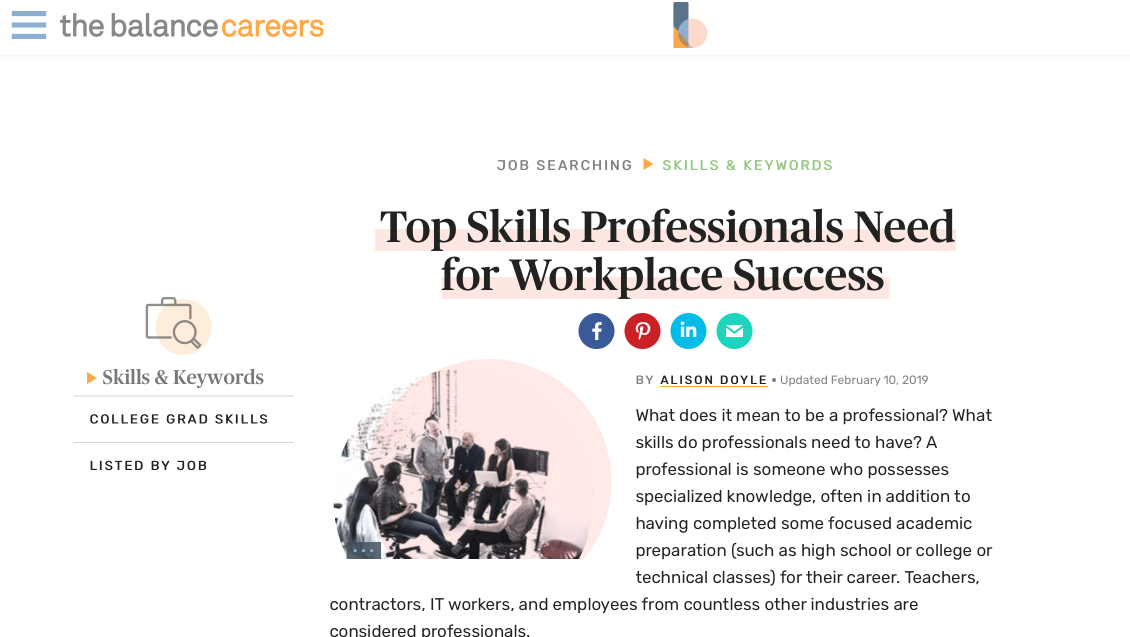 the balance careers
JOB SEARCHING ▶ SKILLS & KEYWORDS
Top Skills Professionals Need
for Workplace Success
Skills & Keywords
COLLEGE GRAD SKILLS
LISTED BY JOB
BY ALISON DOYLE • Updated February 10, 2019
What does it mean to be a professional? What
skills do professionals need to have? A
professional is someone who possesses
specialized knowledge, often in addition to
having completed some focused academic
preparation (such as high school or college or
technical classes) for their career. Teachers,
contractors, IT workers, and employees from countless other industries are
considered professionals.